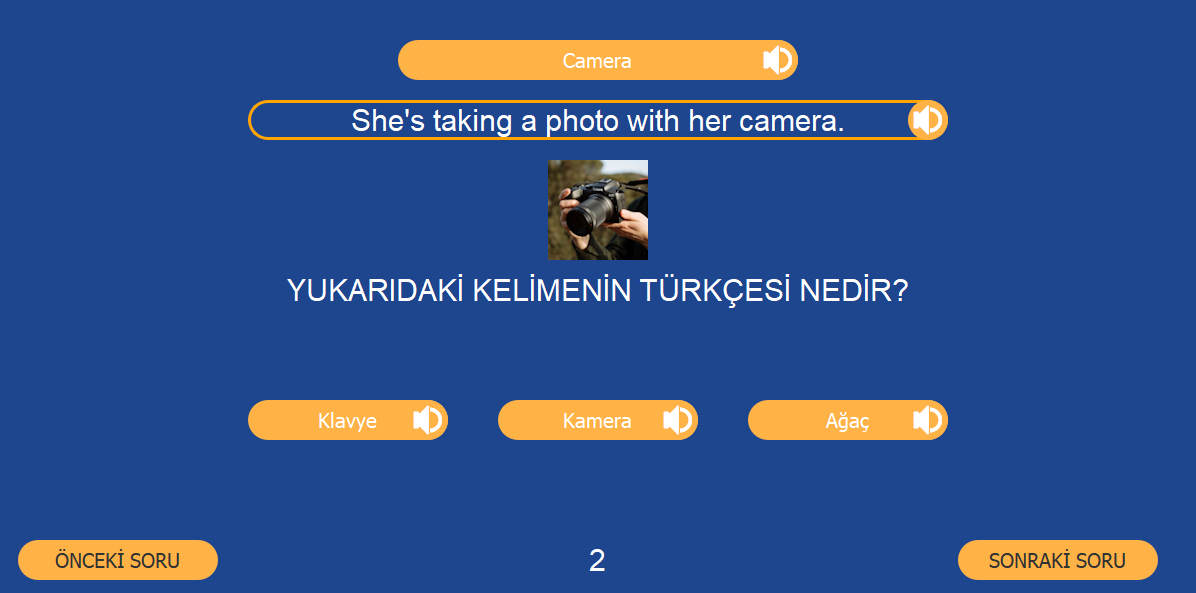 Camera
She's taking a photo with her camera.
YUKARIDAKİ KELİMENİN TÜRKÇESİ NEDİR?
Klavye
Kamera
Ağaç
ÖNCEKİ SORU
2
SONRAKİ SORU